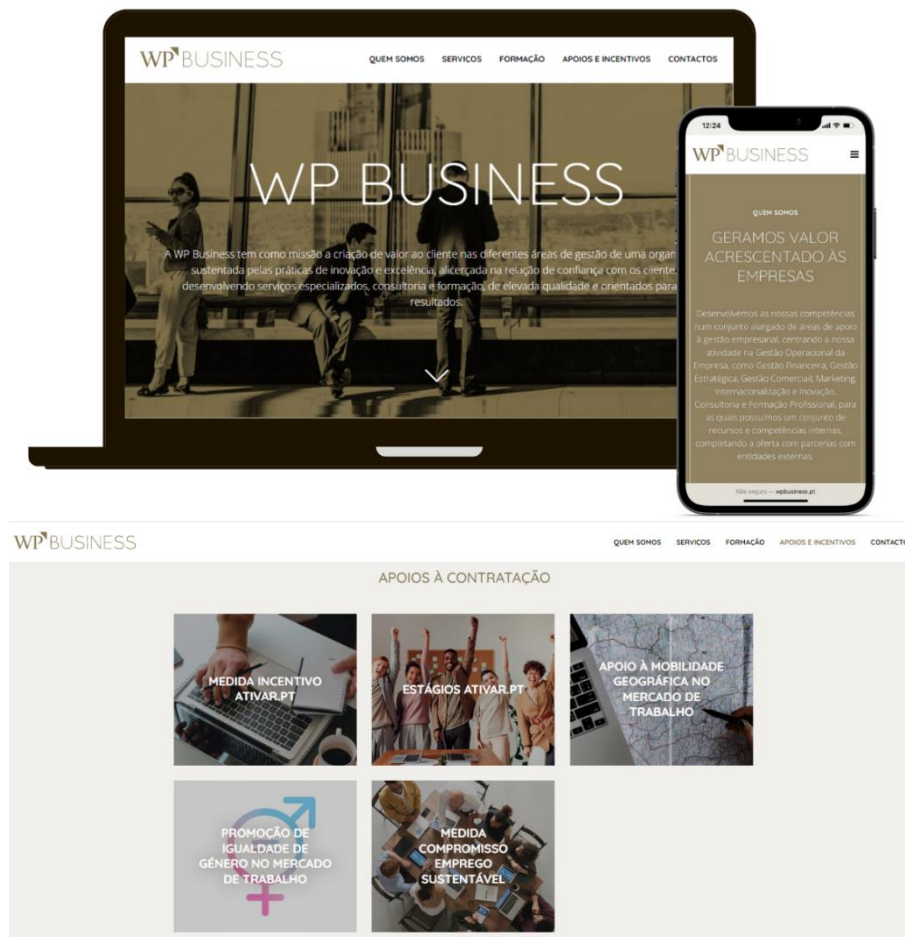 WP BUSINESS
QUEM SOMOS SERVIÇOS FORMAÇÃO APOIOS E INCENTIVOS CONTACTOS
WP BUSINESS
A WP Business tem como missão a criação de valor ao cliente nas diferentes áreas de gestão de uma organ
sustentada pelas práticas de inovação e excelência, alicerçada na relação de confiança com os cliente
desenvolvendo serviços especializados, consultoria e formação, de elevada qualidade e orientados para
resultados.
12:24
WP BUSINESS
QUEM SOMOS
GERAMOS VALOR
ACRESCENTADO ÀS
EMPRESAS
Desenvolvemos as nossas competências
num conjunto alargado de áreas de apoio
à gestão empresarial, centrando a nossa
atividade na Gestão Operacional da
Empresa, como Gestão Financeira, Gestão
Estratégica, Gestão Comercial, Marketing,
Internacionalização e Inovação,
Consultoria e Formação Profissional, para
as quais possuímos um conjunto de
recursos e competências internas,
completando a oferta com parcerias com
entidades externas.
Não seguro — wpbusiness.pt
WP BUSINESS
QUEM SOMOS SERVIÇOS FORMAÇÃO APOIOS E INCENTIVOS CONTACTO
APOIOS À CONTRATAÇÃO
MEDIDA INCENTIVO
ATIVAR.PT
ESTÁGIOS ATIVAR.PT
APOIO À MOBILIDADE
GEOGRÁFICA NO
MERCADO DE
TRABALHO
PROMOÇÃO DE
IGUALDADE DE
GÉNERO NO MERCADO
DE TRABALHO
MEDIDA
COMPROMISSO
EMPREGO
SUSTENTÁVEL